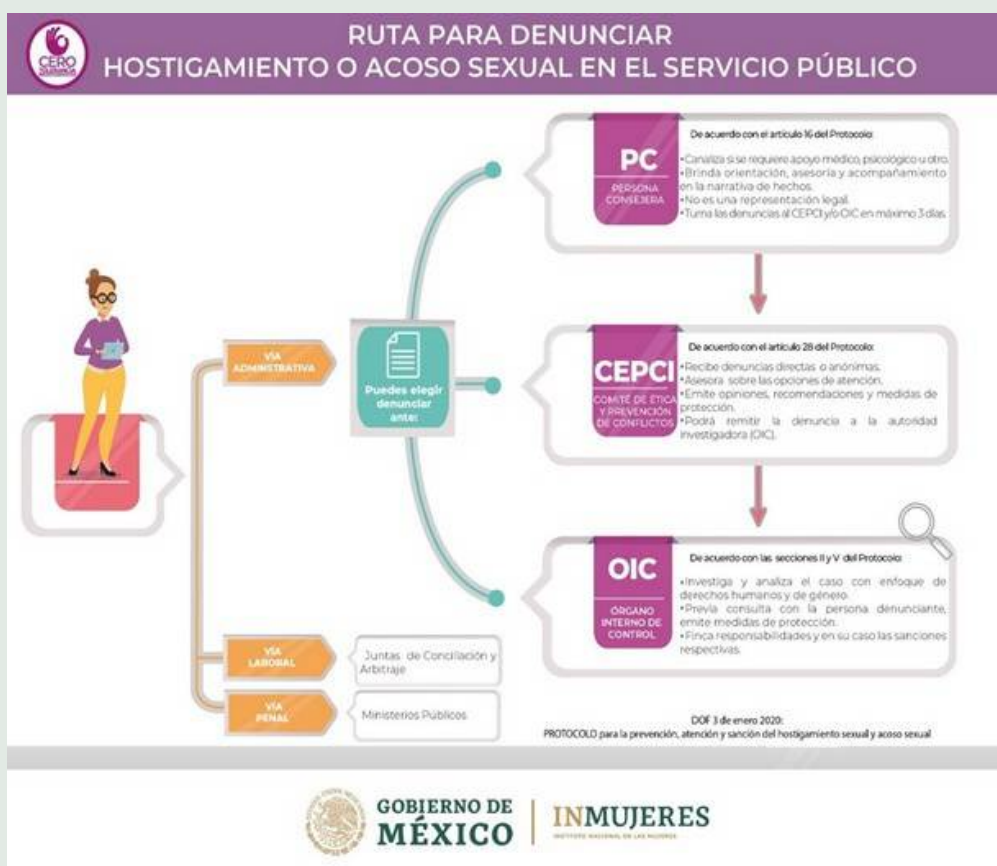 CERO
RUTA PARA DENUNCIAR
HOSTIGAMIENTO O ACOSO SEXUAL EN EL SERVICIO PÚBLICO
PC
PERSONA
CONSEJERA
De acuerdo con el artículo 16 del Protocolo:
•Canaliza si se requiere apoyo médico, psicológico u otro.
•Brinda orientación, asesoría y acompañamiento
en la narrativa de hechos.
•No es una representación legal.
•Turna las denuncias al CEPCI y/o OIC en máximo 3 días.
VÍA
ADMINISTRATIVA
Puedes elegir
denunciar
ante:
CEPCI
COMITÉ DE ÉTICA
Y PREVENCIÓN
DE CONFLICTOS
De acuerdo con el artículo 28 del Protocolo:
•Recibe denuncias directas o anónimas.
•Asesora sobre las opciones de atención.
•Emite opiniones, recomendaciones y medidas de
protección.
•Podrá remitir la denuncia a la autoridad
investigadora (OIC).
OIC
ÓRGANO
INTERNO DE
CONTROL
De acuerdo con las secciones II y V del Protocolo:
•Investiga y analiza el caso con enfoque de
derechos humanos y de género.
•Previa consulta con la persona denunciante,
emite medidas de protección.
•Finca responsabilidades y en su caso las sanciones
respectivas.
VÍA
LABORAL
Juntas de Conciliación y
Arbitraje
VÍA
PENAL
Ministerios Públicos
DOF 3 de enero 2020:
PROTOCOLO para la prevención, atención y sanción del hostigamiento sexual y acoso sexual
GOBIERNO DE
MÉXICO
INMUJERES
INSTITUTO NACIONAL DE LAS MUJERES